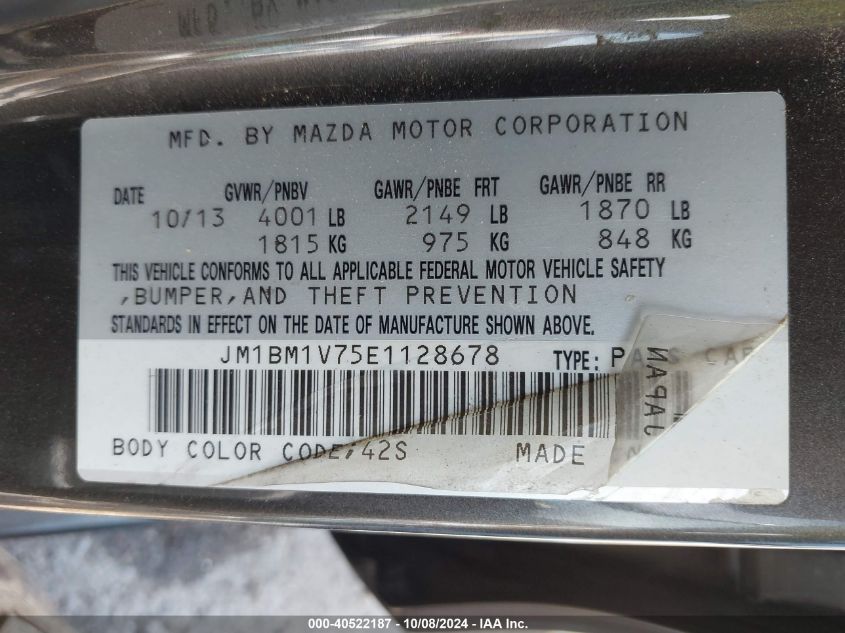 MFD. BY MAZDA MOTOR CORPORATION
DATE GVWR/PNBV GAWR/PNBE FRT GAWR/PNBE RR
10/13 4001 LB 2149 LB 1870 LB
1815 KG 975 KG 848 KG
THIS VEHICLE CONFORMS TO ALL APPLICABLE FEDERAL MOTOR VEHICLE SAFETY
,BUMPER,AND THEFT PREVENTION
STANDARDS IN EFFECT ON THE DATE OF MANUFACTURE SHOWN ABOVE.
JM1BM1V75E1128678 TYPE:
BODY COLOR CODE:42S MADE
JAPAN
000-40522187 - 10/08/2024 - IAA Inc.